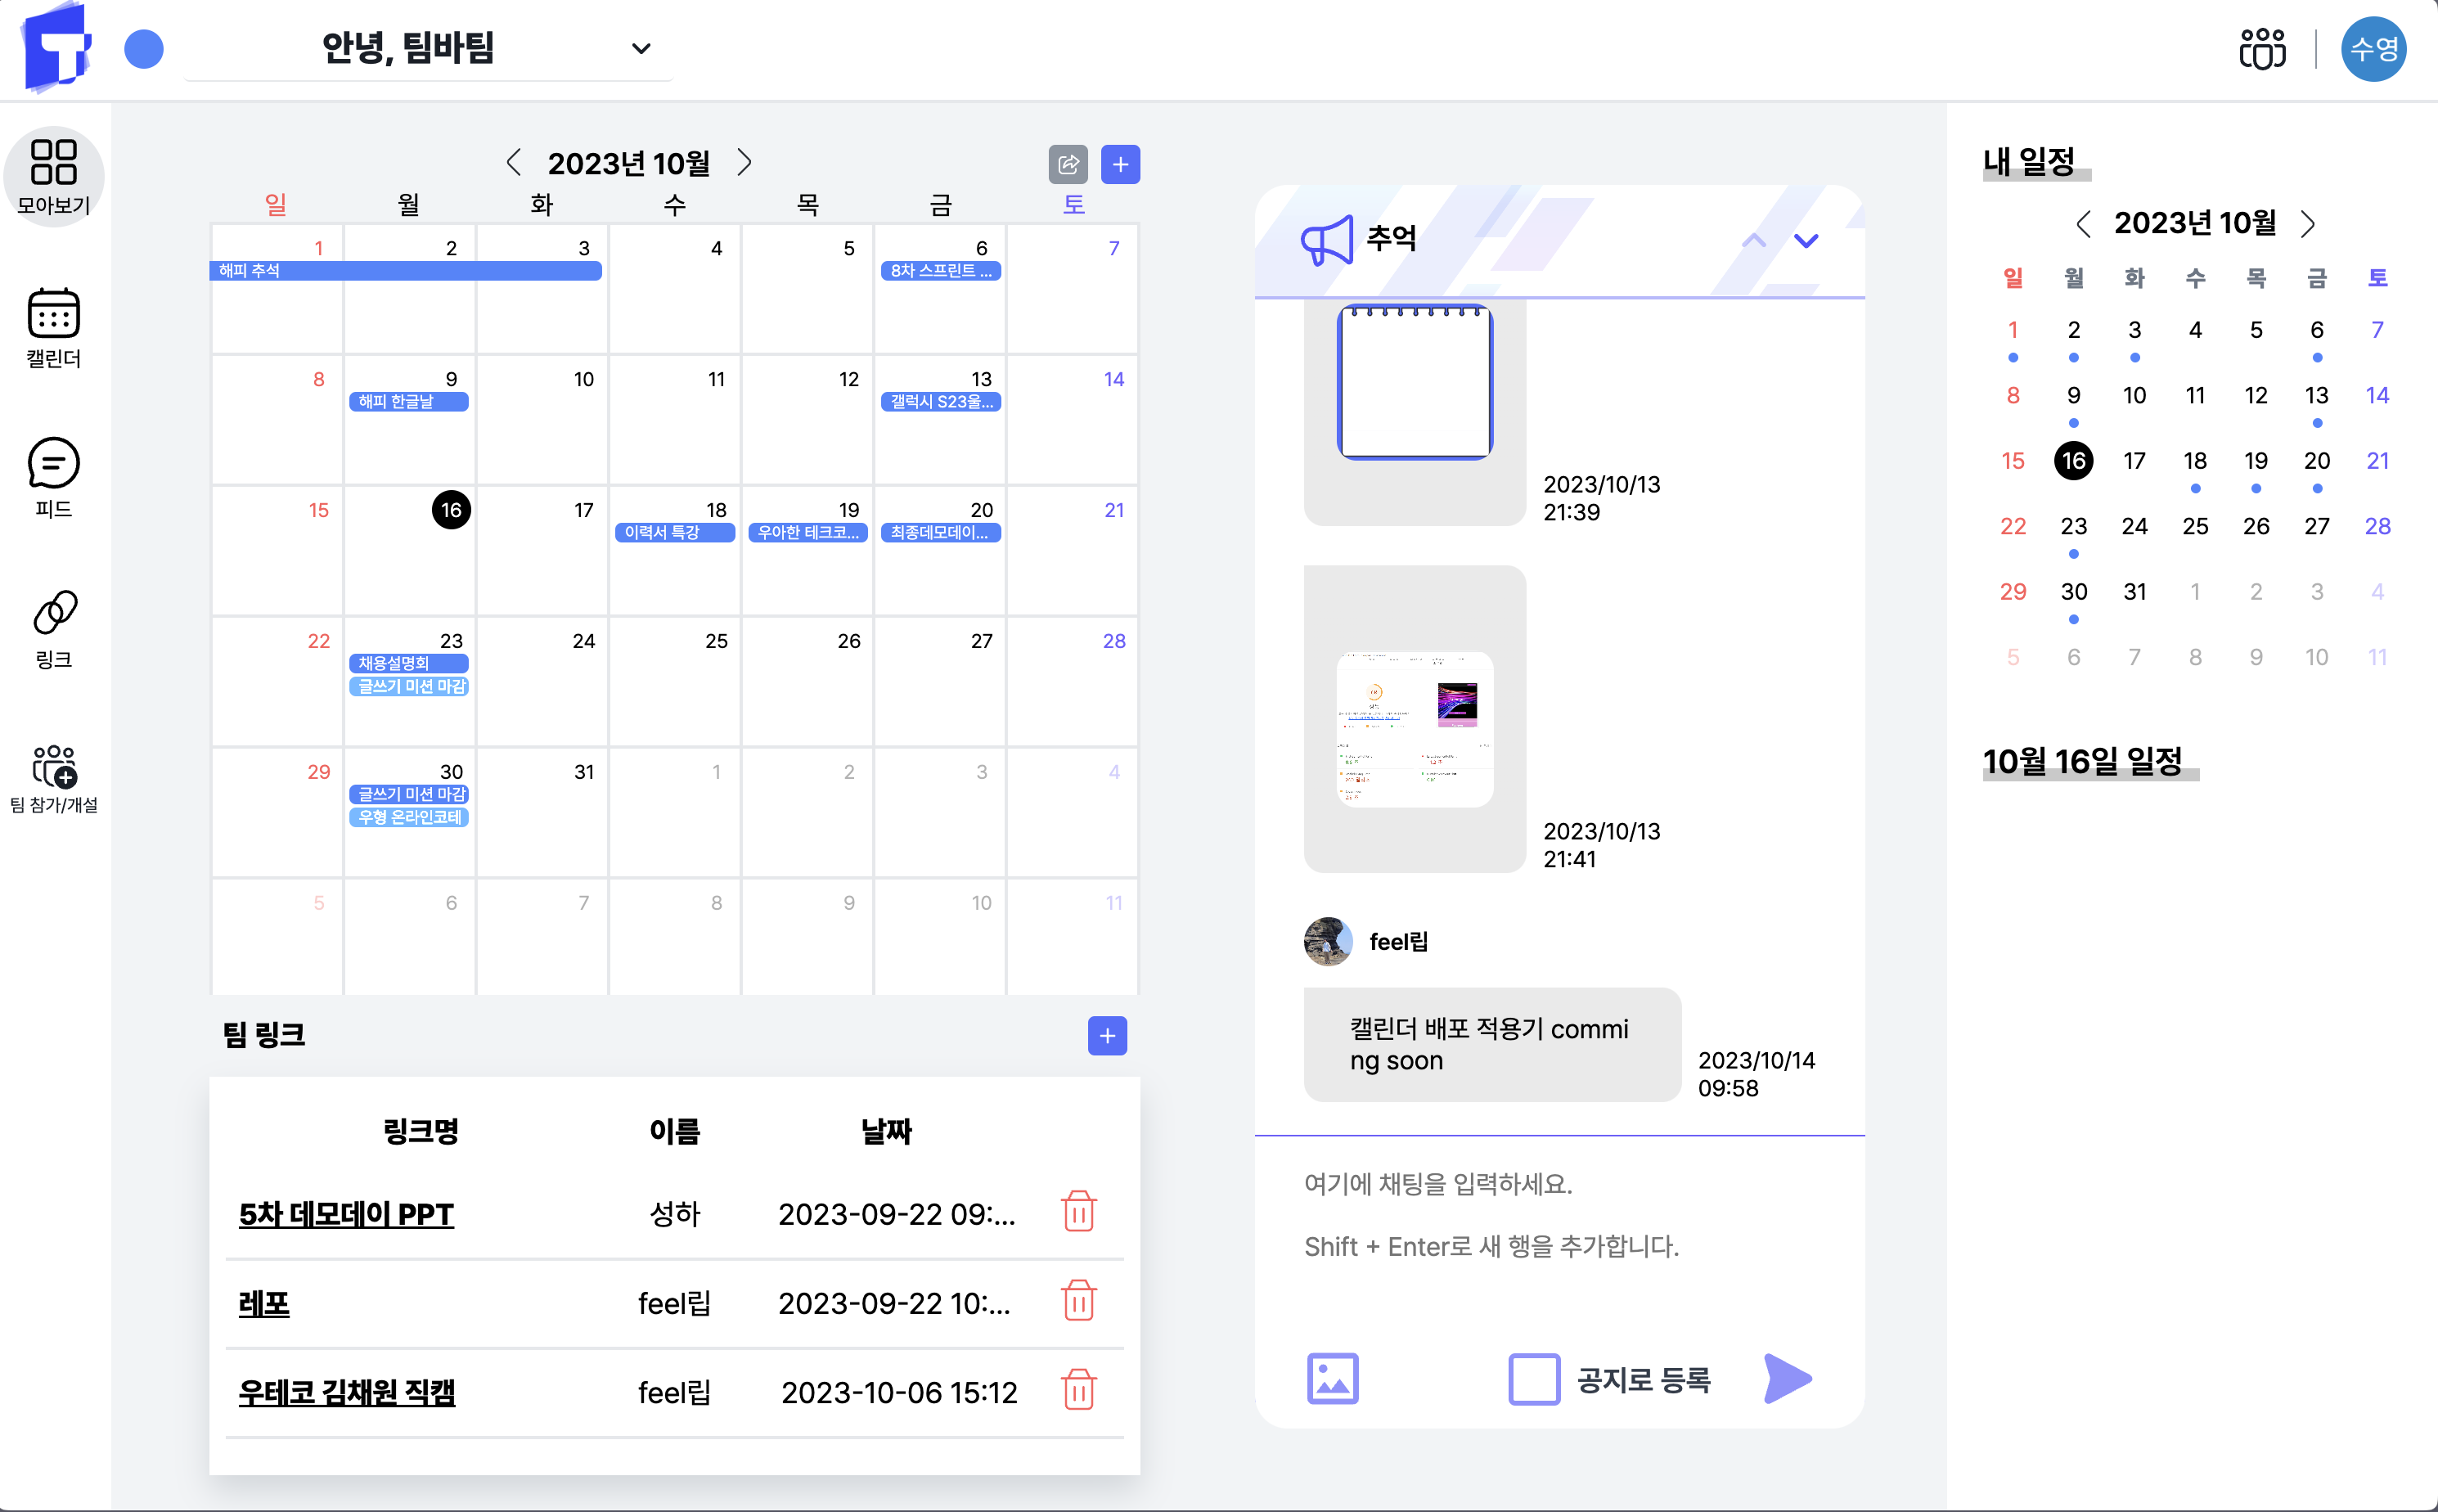 안녕, 팀바팀
수영
모아보기
캘린더
피드
링크
팀 참가/개설
2023년 10월
일 월 화 수 목 금 토
1 2 3 4 5 6 7
해피 추석
8차 스프린트 ...
8 9 10 11 12 13 14
해피 한글날
갤럭시 S23울...
15 16 17 18 19 20 21
이력서 특강
우아한 테크코...
최종데모데이...
22 23 24 25 26 27 28
채용설명회
글쓰기 미션 마감
29 30 31 1 2 3 4
글쓰기 미션 마감
우형 온라인코테
5 6 7 8 9 10 11
팀 링크
링크명 이름 날짜
5차 데모데이 PPT 성하 2023-09-22 09:...
레포 feel립 2023-09-22 10:...
우테코 김채원 직캠 feel립 2023-10-06 15:12
추억
2023/10/13
21:39
2023/10/13
21:41
feel립
캘린더 배포 적용기 commi
ng soon
2023/10/14
09:58
여기에 채팅을 입력하세요.
Shift + Enter로 새 행을 추가합니다.
공지로 등록
내 일정
2023년 10월
일 월 화 수 목 금 토
1 2 3 4 5 6 7
8 9 10 11 12 13 14
15 16 17 18 19 20 21
22 23 24 25 26 27 28
29 30 31 1 2 3 4
5 6 7 8 9 10 11
10월 16일 일정